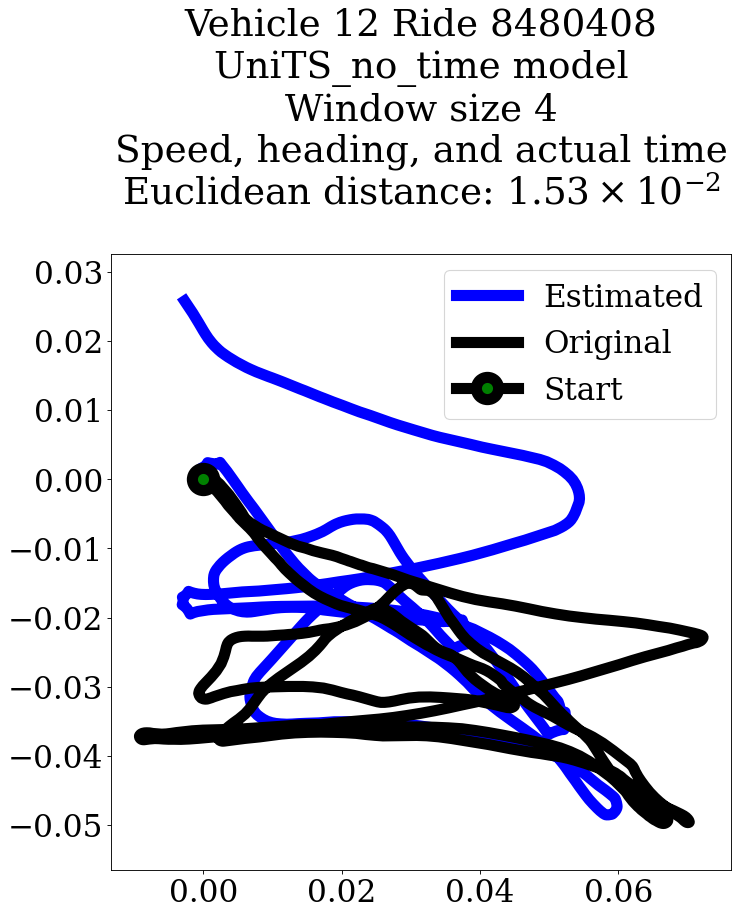 Vehicle 12 Ride 8480408
UniTS_no_time model
Window size 4
Speed, heading, and actual time
Euclidean distance: 1.53 × 10⁻²
Estimated
Original
Start
0.03
0.02
0.01
0.00
−0.01
−0.02
−0.03
−0.04
−0.05
0.00 0.02 0.04 0.06